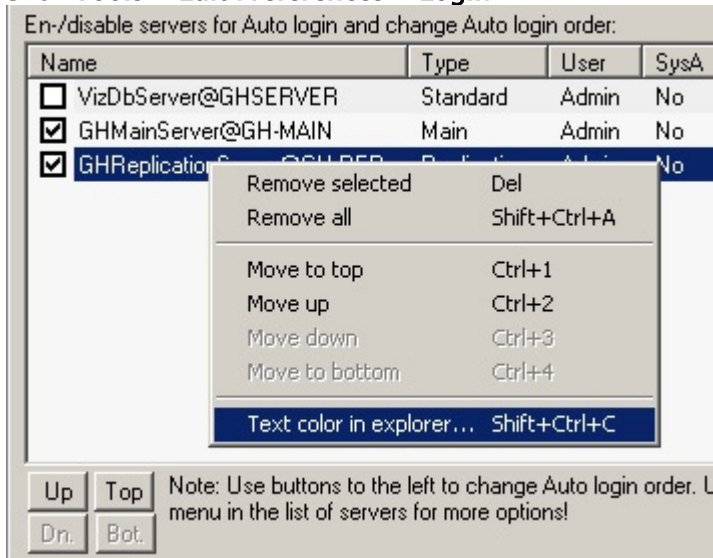 En-/disable servers for Auto login and change Auto login order:
Name Type User SysA
VizDbServer@GHSERVER Standard Admin No
GHMainServer@GH-MAIN Main Admin No
No
Remove selected Del
Remove all Shift+Ctrl+A
Move to top Ctrl+1
Move up Ctrl+2
Move down Ctrl+3
Move to bottom Ctrl+4
Text color in explorer... Shift+Ctrl+C
Up Top Note: Use buttons to the left to change Auto login order.
Dn. Bot. menu in the list of servers for more options!